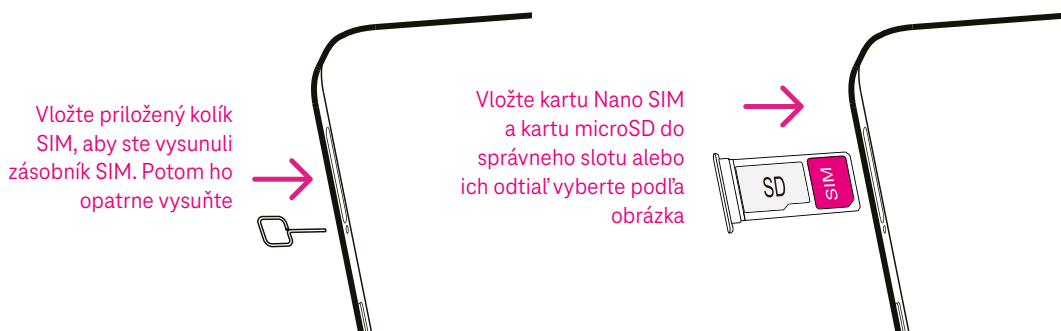 Vložte priložený kolík
SIM, aby ste vysunuli
zásobník SIM. Potom ho
opatrne vysuňte
Vložte kartu Nano SIM
a kartu microSD do
správneho slotu alebo
ich odtiaľ vyberte podľa
obrázka
SD
SIM